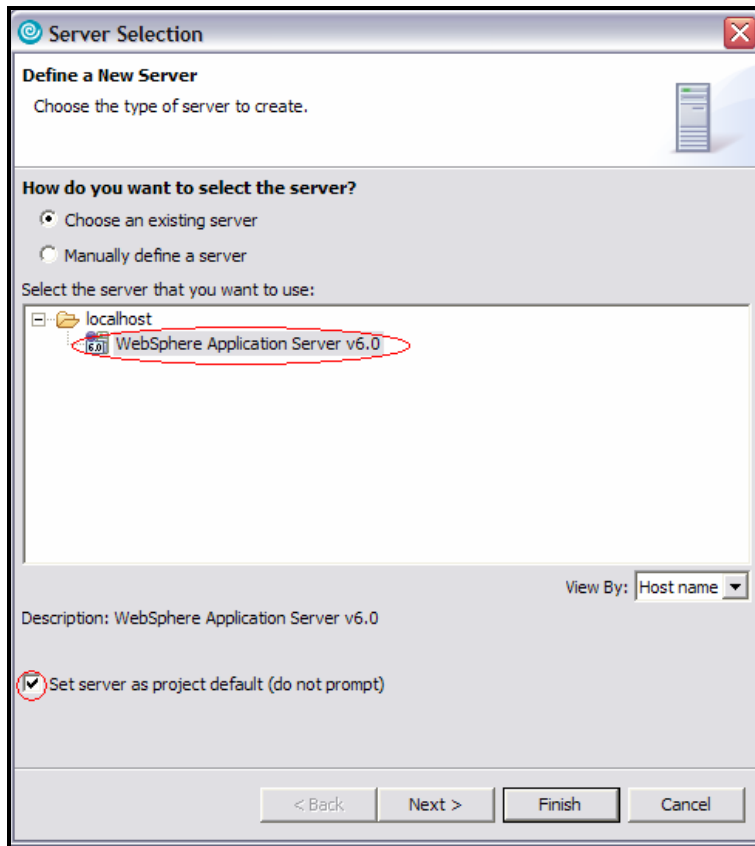 Server Selection
Define a New Server
Choose the type of server to create.
How do you want to select the server?
Choose an existing server
Manually define a server
Select the server that you want to use:
localhost
6.0 WebSphere Application Server v6.0
View By: Host name
Description: WebSphere Application Server v6.0
Set server as project default (do not prompt)
< Back Next > Finish Cancel